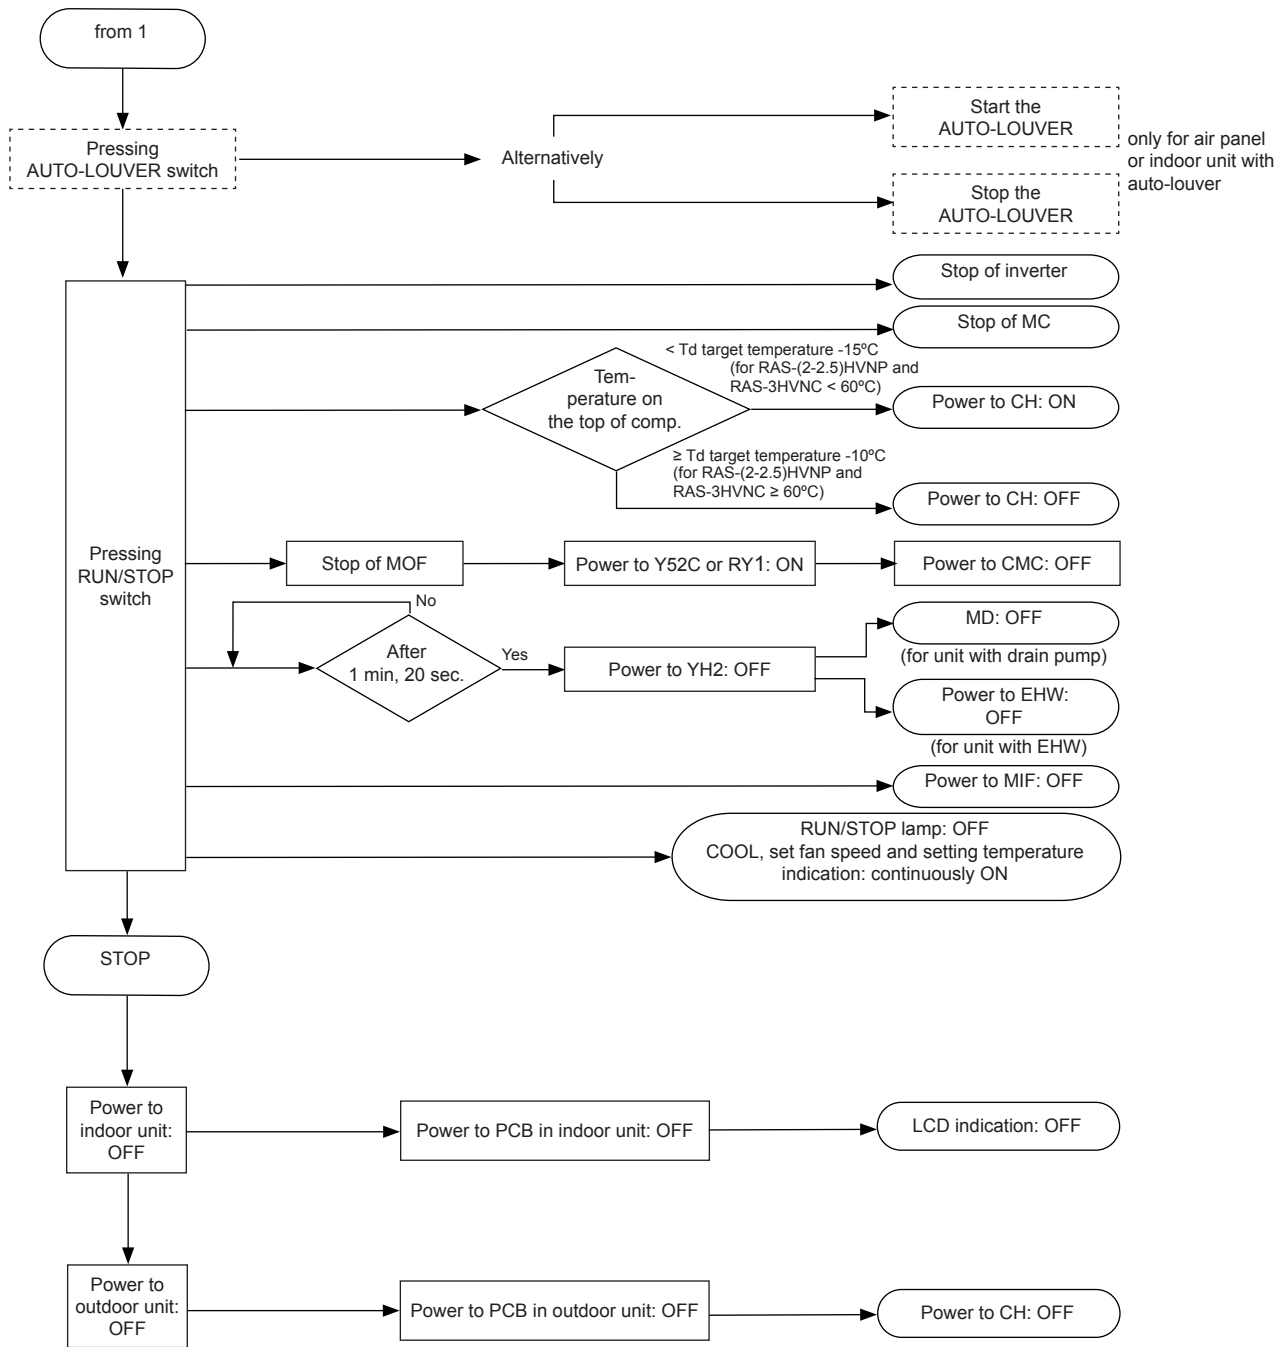 from 1
Pressing
AUTO-LOUVER switch
Alternatively
Start the
AUTO-LOUVER
Stop the
AUTO-LOUVER
only for air panel
or indoor unit with
auto-louver
Pressing
RUN/STOP
switch
Stop of inverter
Stop of MC
Tem-
perature on
the top of comp.
< Td target temperature -15ºC
(for RAS-(2-2.5)HVNP and
RAS-3HVNC < 60ºC)
Power to CH: ON
≥ Td target temperature -10ºC
(for RAS-(2-2.5)HVNP and
RAS-3HVNC ≥ 60ºC)
Power to CH: OFF
Stop of MOF
Power to Y52C or RY1: ON
Power to CMC: OFF
No
After
1 min, 20 sec.
Yes
Power to YH2: OFF
MD: OFF
(for unit with drain pump)
Power to EHW:
OFF
(for unit with EHW)
Power to MIF: OFF
RUN/STOP lamp: OFF
COOL, set fan speed and setting temperature
indication: continuously ON
STOP
Power to
indoor unit:
OFF
Power to PCB in indoor unit: OFF
LCD indication: OFF
Power to
outdoor unit:
OFF
Power to PCB in outdoor unit: OFF
Power to CH: OFF